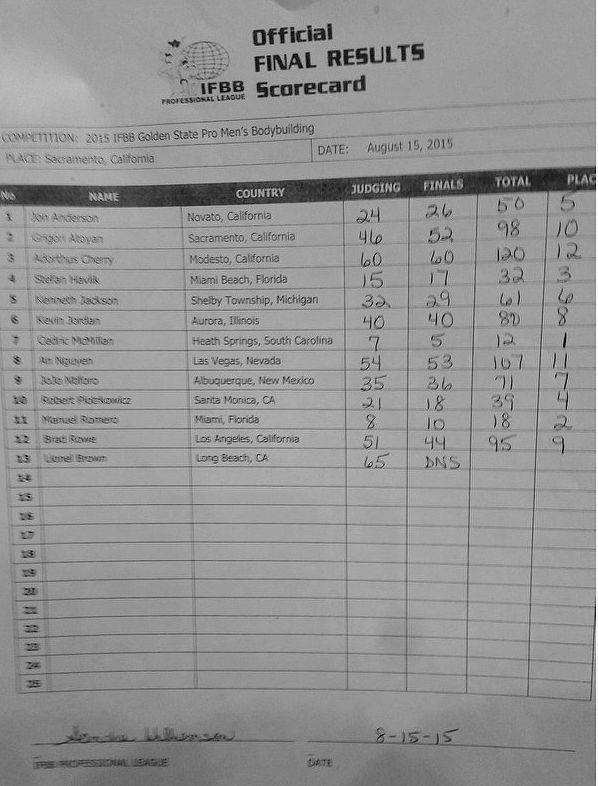 Official
FINAL RESULTS
Scorecard
IFBB
PROFESSIONAL LEAGUE
COMPETITION: 2015 IFBB Golden State Pro Men's Bodybuilding
PLACE: Sacramento, California DATE: August 15, 2015
No NAME COUNTRY JUDGING FINALS TOTAL PLAC
1 Jon Anderson Novato, California 24 26 50 5
2 Grigori Atoyan Sacramento, California 46 52 98 10
3 Adorthus Cherry Modesto, California 60 60 120 12
4 Stefan Havlik Miami Beach, Florida 15 17 32 3
5 Kenneth Jackson Shelby Township, Michigan 32 29 61 6
6 Kevin Jordan Aurora, Illinois 40 40 80 8
7 Cedric McMillan Heath Springs, South Carolina 7 5 12 1
8 An Nguyen Las Vegas, Nevada 54 53 107 11
9 JoJo Ntiforo Albuquerque, New Mexico 35 36 71 7
10 Robert Piotrkowicz Santa Monica, CA 21 18 39 4
11 Manuel Romero Miami, Florida 8 10 18 2
12 Brad Rowe Los Angeles, California 51 44 95 9
13 Lionel Brown Long Beach, CA 65 DNS
14
15
16
17
18
19
20
21
22
23
24
25
8-15-15
IFBB PROFESSIONAL LEAGUE DATE